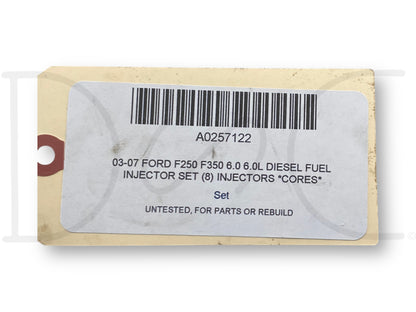 A0257122
03-07 FORD F250 F350 6.0 6.0L DIESEL FUEL
INJECTOR SET (8) INJECTORS *CORES*
Set
UNTESTED, FOR PARTS OR REBUILD